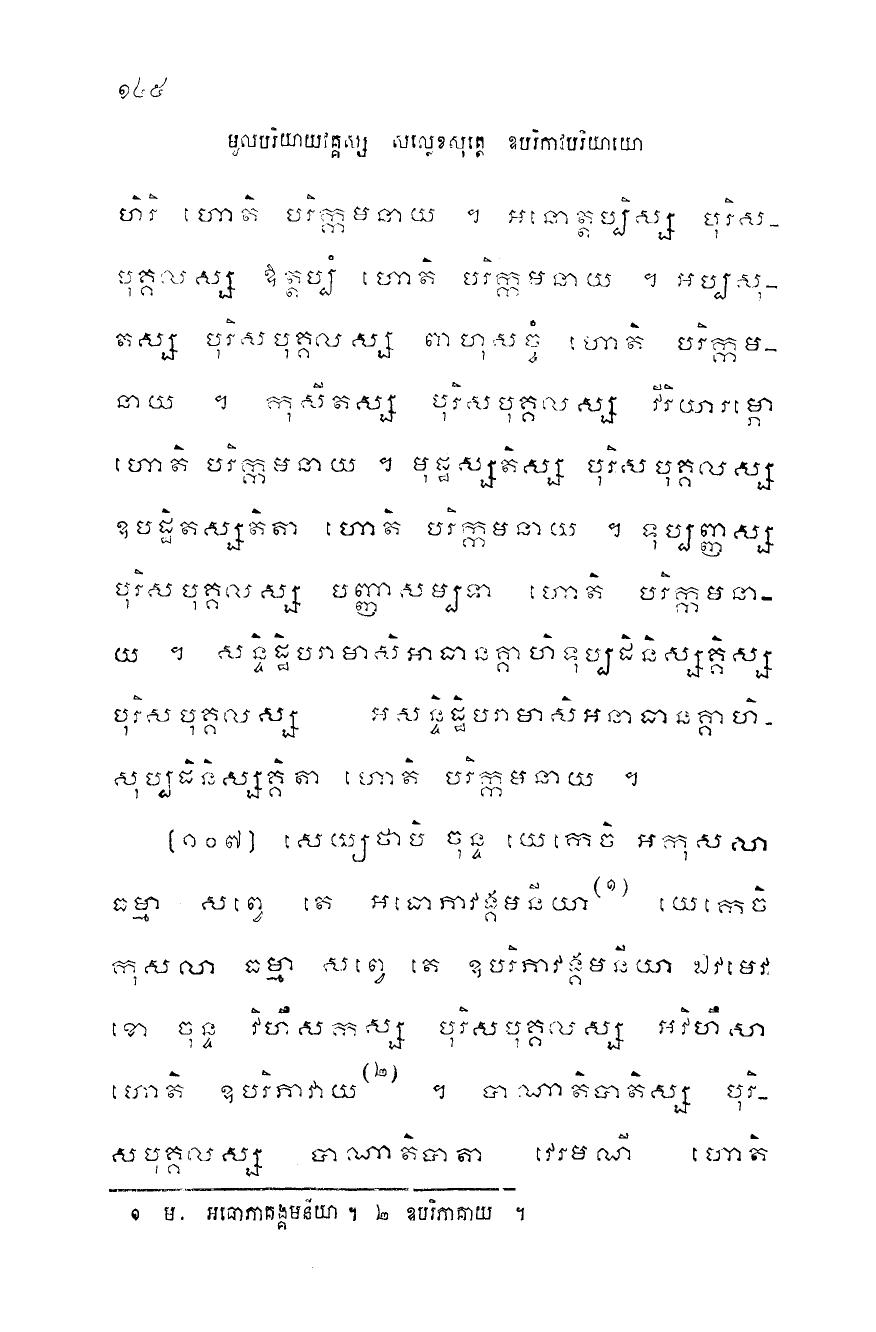 ១៤៥
មូលបរិយាយវគ្គស្ស សល្លេខសុត្តេ ឧបរិភាវបរិយាយោ
ហិរិ ហោតិ បរិក្កមនាយ ។ អនោត្តប្បិស្ស បុរិស-
បុគ្គលស្ស ឱត្តប្បំ ហោតិ បរិក្កមនាយ ។ អប្បសុ-
តស្ស បុរិសបុគ្គលស្ស ពាហុសច្ចំ ហោតិ បរិក្កម-
នាយ ។ កុសីតស្ស បុរិសបុគ្គលស្ស វីរិយារម្ភោ
ហោតិ បរិក្កមនាយ ។ មុដ្ឋស្សតិស្ស បុរិសបុគ្គលស្ស
ឧបដ្ឋិតស្សតិតា ហោតិ បរិក្កមនាយ ។ ទុប្បញ្ញស្ស
បុរិសបុគ្គលស្ស បញ្ញាសម្បទា ហោតិ បរិក្កមនា-
យ ។ សន្ទិដ្ឋិបរាមាសិអាធានគ្គាហិទុប្បដិនិស្សគ្គិស្ស
បុរិសបុគ្គលស្ស អសន្ទិដ្ឋិបរាមាសិអនាធានគ្គាហិ-
សុប្បដិនិស្សគ្គិតា ហោតិ បរិក្កមនាយ ។
[១០៧] សេយ្យថាបិ ចុន្ទ យេកេចិ អកុសលា
ធម្មា សព្វេ តេ អធោភាវង្គមនីយា(១) យេកេចិ
កុសលា ធម្មា សព្វេ តេ ឧបរិភាវង្គមនីយា ឯវមេវ
ខោ ចុន្ទ វិហឹសកស្ស បុរិសបុគ្គលស្ស អវិហឹសា
ហោតិ ឧបរិភាវាយ(២) ។ បាណាតិបាតិស្ស បុរិ-
សបុគ្គលស្ស បាណាតិបាតា វេរមណី ហោតិ
១ ម. អធោភាគង្គមនីយា ។ ២ ឧបរិភាគាយ ។